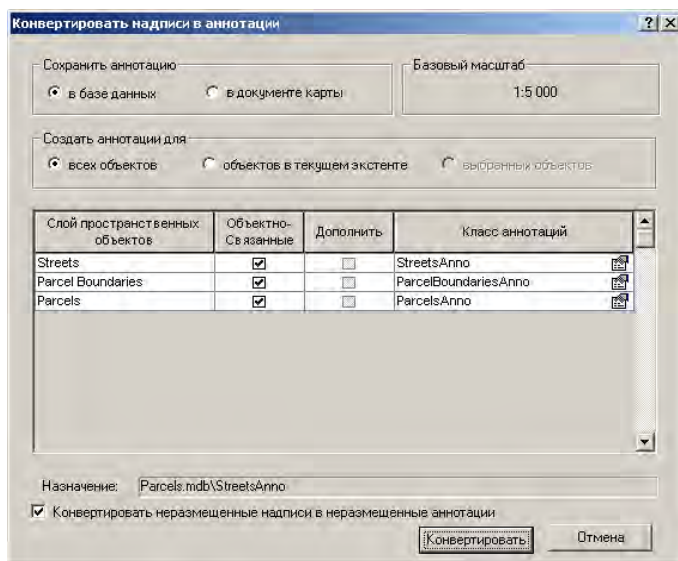 Конвертировать надписи в аннотации
Сохранить аннотацию
в базе данных
в документе карты
Базовый масштаб
1:5 000
Создать аннотации для
всех объектов
объектов в текущем экстенте
выбранных объектов
Слой пространственных объектов
Объектно-Связанные
Дополнить
Класс аннотаций
Streets
StreetsAnno
Parcel Boundaries
ParcelBoundariesAnno
Parcels
ParcelsAnno
Назначение:
Parcels.mdb\StreetsAnno
Конвертировать неразмещенные надписи в неразмещенные аннотации
Конвертировать
Отмена